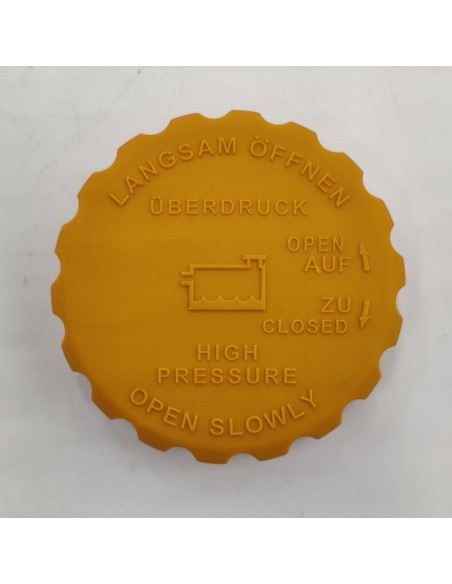 LANGSAM ÖFFNEN
ÜBERDRUCK
OPEN
AUF
ZU
CLOSED
HIGH
PRESSURE
OPEN SLOWLY